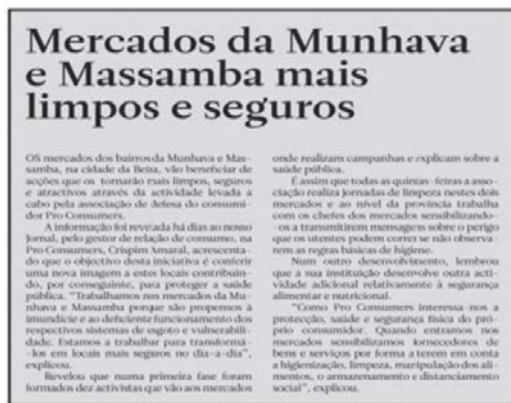 Mercados da Munhava
e Massamba mais
limpos e seguros
OS mercados dos bairros da Munhava e Mas-
samba, na cidade da Beira, vão beneficiar de
acções que os tornarão mais limpos, seguros
e atractivos através da actividade levada a
cabo pela associação de defesa do consumi-
dor Pro Consumers.
A informação foi revelada há dias ao nosso
Jornal, pelo gestor de relação de consumo, na
Pro Consumers, Crispim Amaral, acrescentan-
do que o objectivo desta iniciativa é conferir
uma nova imagem a estes locais contribuin-
do, por conseguinte, para proteger a saúde
pública. "Trabalhamos nos mercados da Mu-
nhava e Massamba porque são propensos à
imundície e ao deficiente funcionamento dos
respectivos sistemas de esgoto e vulnerabili-
dade. Estamos a trabalhar para transformá-
-los em locais mais seguros no dia-a-dia",
explicou.
Revelou que numa primeira fase foram
formados dez activistas que vão aos mercados
onde realizam campanhas e explicam sobre a
saúde pública.
É assim que todas as quintas-feiras a asso-
ciação realiza jornadas de limpeza nestes dois
mercados e ao nível da província trabalha
com os chefes dos mercados sensibilizando-
-os a transmitirem mensagens sobre o perigo
que os utentes podem correr se não observa-
rem as regras básicas de higiene.
Num outro desenvolvimento, lembrou
que a sua instituição desenvolve outra acti-
vidade adicional relativamente à segurança
alimentar e nutricional.
"Como Pro Consumers interessa-nos a
protecção, saúde e segurança física do pró-
prio consumidor. Quando entramos nos
mercados sensibilizamos fornecedores de
bens e serviços por forma a terem em conta
a higienização, limpeza, manipulação dos ali-
mentos, o armazenamento e distanciamento
social", explicou.